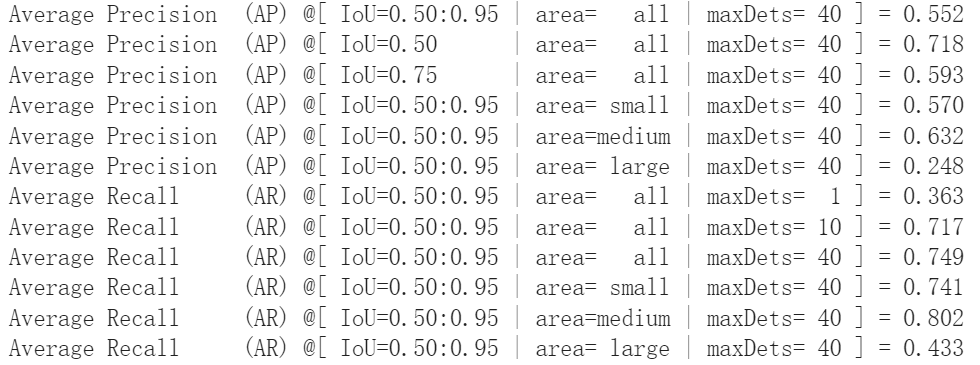 Average Precision  (AP) @[ IoU=0.50:0.95 | area=   all | maxDets= 40 ] = 0.552
Average Precision  (AP) @[ IoU=0.50      | area=   all | maxDets= 40 ] = 0.718
Average Precision  (AP) @[ IoU=0.75      | area=   all | maxDets= 40 ] = 0.593
Average Precision  (AP) @[ IoU=0.50:0.95 | area= small | maxDets= 40 ] = 0.570
Average Precision  (AP) @[ IoU=0.50:0.95 | area=medium | maxDets= 40 ] = 0.632
Average Precision  (AP) @[ IoU=0.50:0.95 | area= large | maxDets= 40 ] = 0.248
Average Recall     (AR) @[ IoU=0.50:0.95 | area=   all | maxDets=  1 ] = 0.363
Average Recall     (AR) @[ IoU=0.50:0.95 | area=   all | maxDets= 10 ] = 0.717
Average Recall     (AR) @[ IoU=0.50:0.95 | area=   all | maxDets= 40 ] = 0.749
Average Recall     (AR) @[ IoU=0.50:0.95 | area= small | maxDets= 40 ] = 0.741
Average Recall     (AR) @[ IoU=0.50:0.95 | area=medium | maxDets= 40 ] = 0.802
Average Recall     (AR) @[ IoU=0.50:0.95 | area= large | maxDets= 40 ] = 0.433